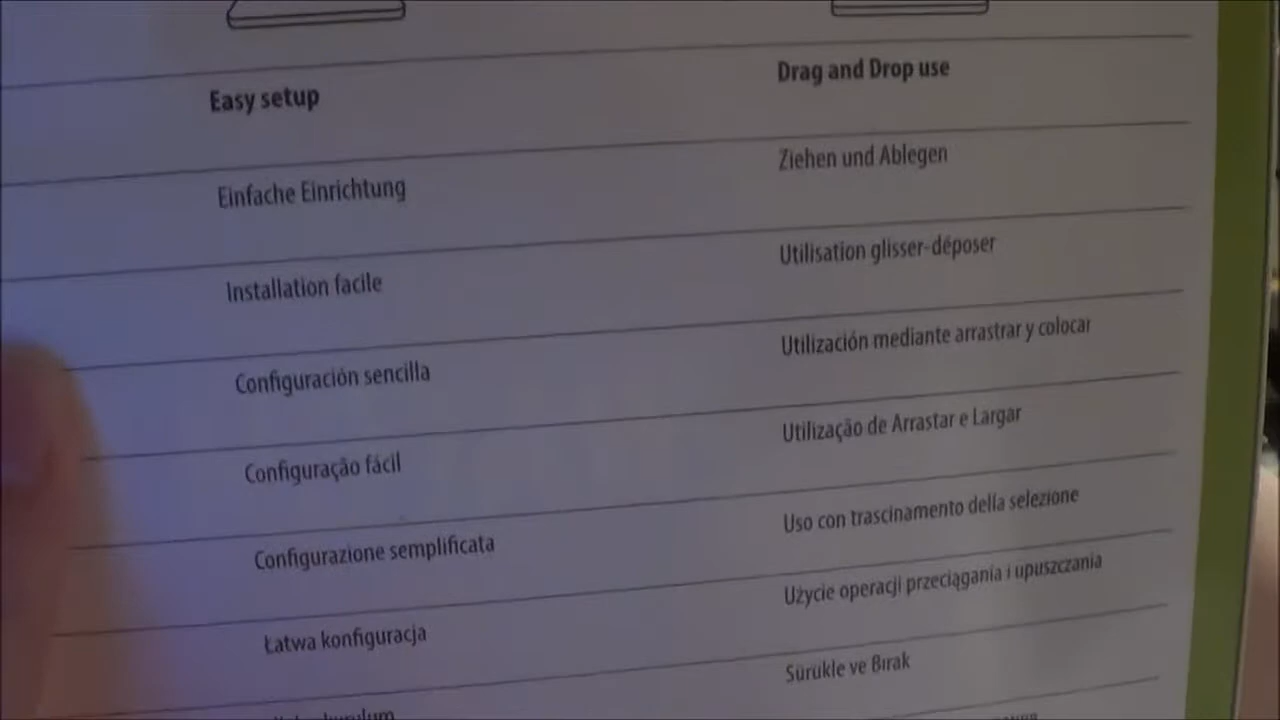 Easy setup
Drag and Drop use
Einfache Einrichtung
Ziehen und Ablegen
Installation facile
Utilisation glisser-déposer
Configuración sencilla
Utilización mediante arrastrar y colocar
Configuração fácil
Utilização de Arrastar e Largar
Configurazione semplificata
Uso con trascinamento della selezione
Łatwa konfiguracja
Użycie operacji przeciągania i upuszczania
Sürükle ve Bırak